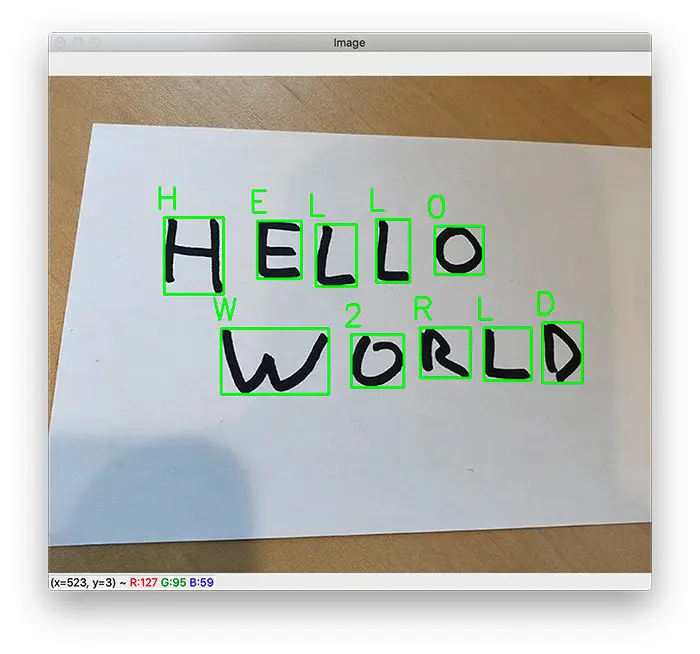 Image
H E L L O
HELLO
W 2 R L D
WORLD
(x=523, y=3) ~ R:127 G:95 B:59